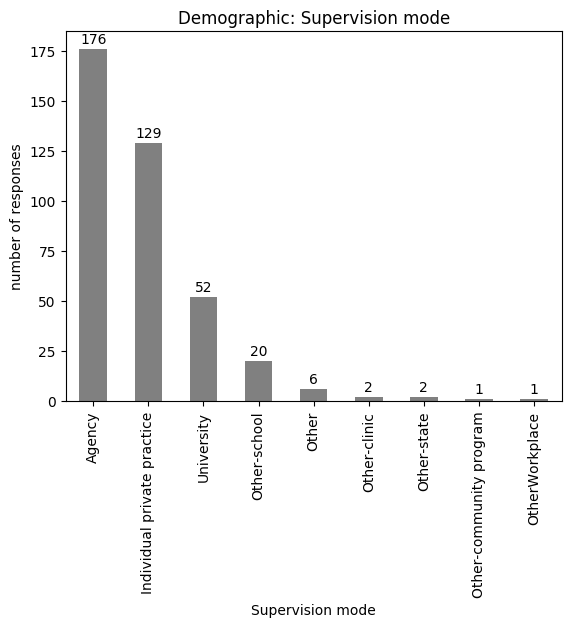 Demographic: Supervision mode
176
129
52
20
6
2
2
1
1
175
150
125
100
75
50
25
0
number of responses
Agency
Individual private practice
University
Other-school
Other
Other-clinic
Other-state
Other-community program
OtherWorkplace
Supervision mode